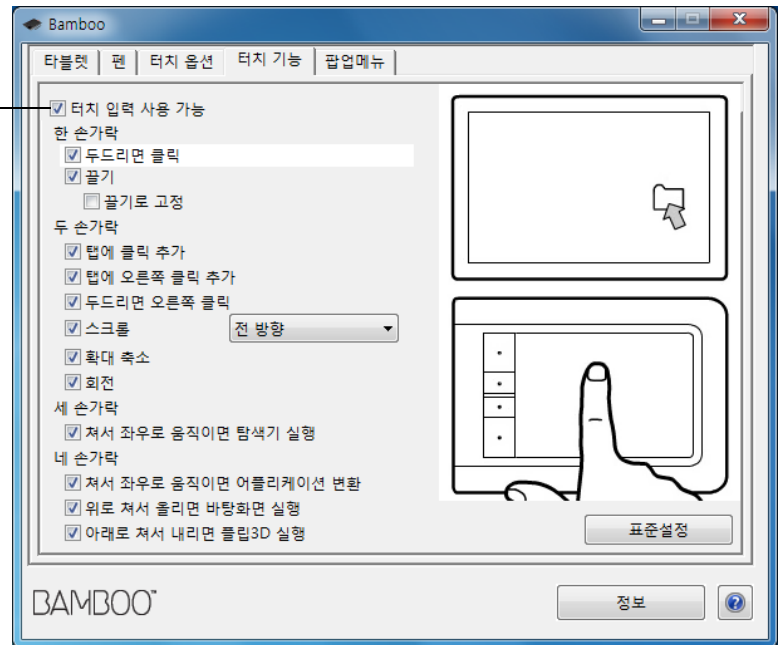 Bamboo
타블렛 펜 터치 옵션 터치 기능 팝업메뉴
터치 입력 사용 가능
한 손가락
두드리면 클릭
끌기
끌기로 고정
두 손가락
탭에 클릭 추가
탭에 오른쪽 클릭 추가
두드리면 오른쪽 클릭
스크롤 전 방향
확대 축소
회전
세 손가락
쳐서 좌우로 움직이면 탐색기 실행
네 손가락
쳐서 좌우로 움직이면 어플리케이션 변환
위로 쳐서 올리면 바탕화면 실행
아래로 쳐서 내리면 플립3D 실행
표준설정
BAMBOO™
정보 ?